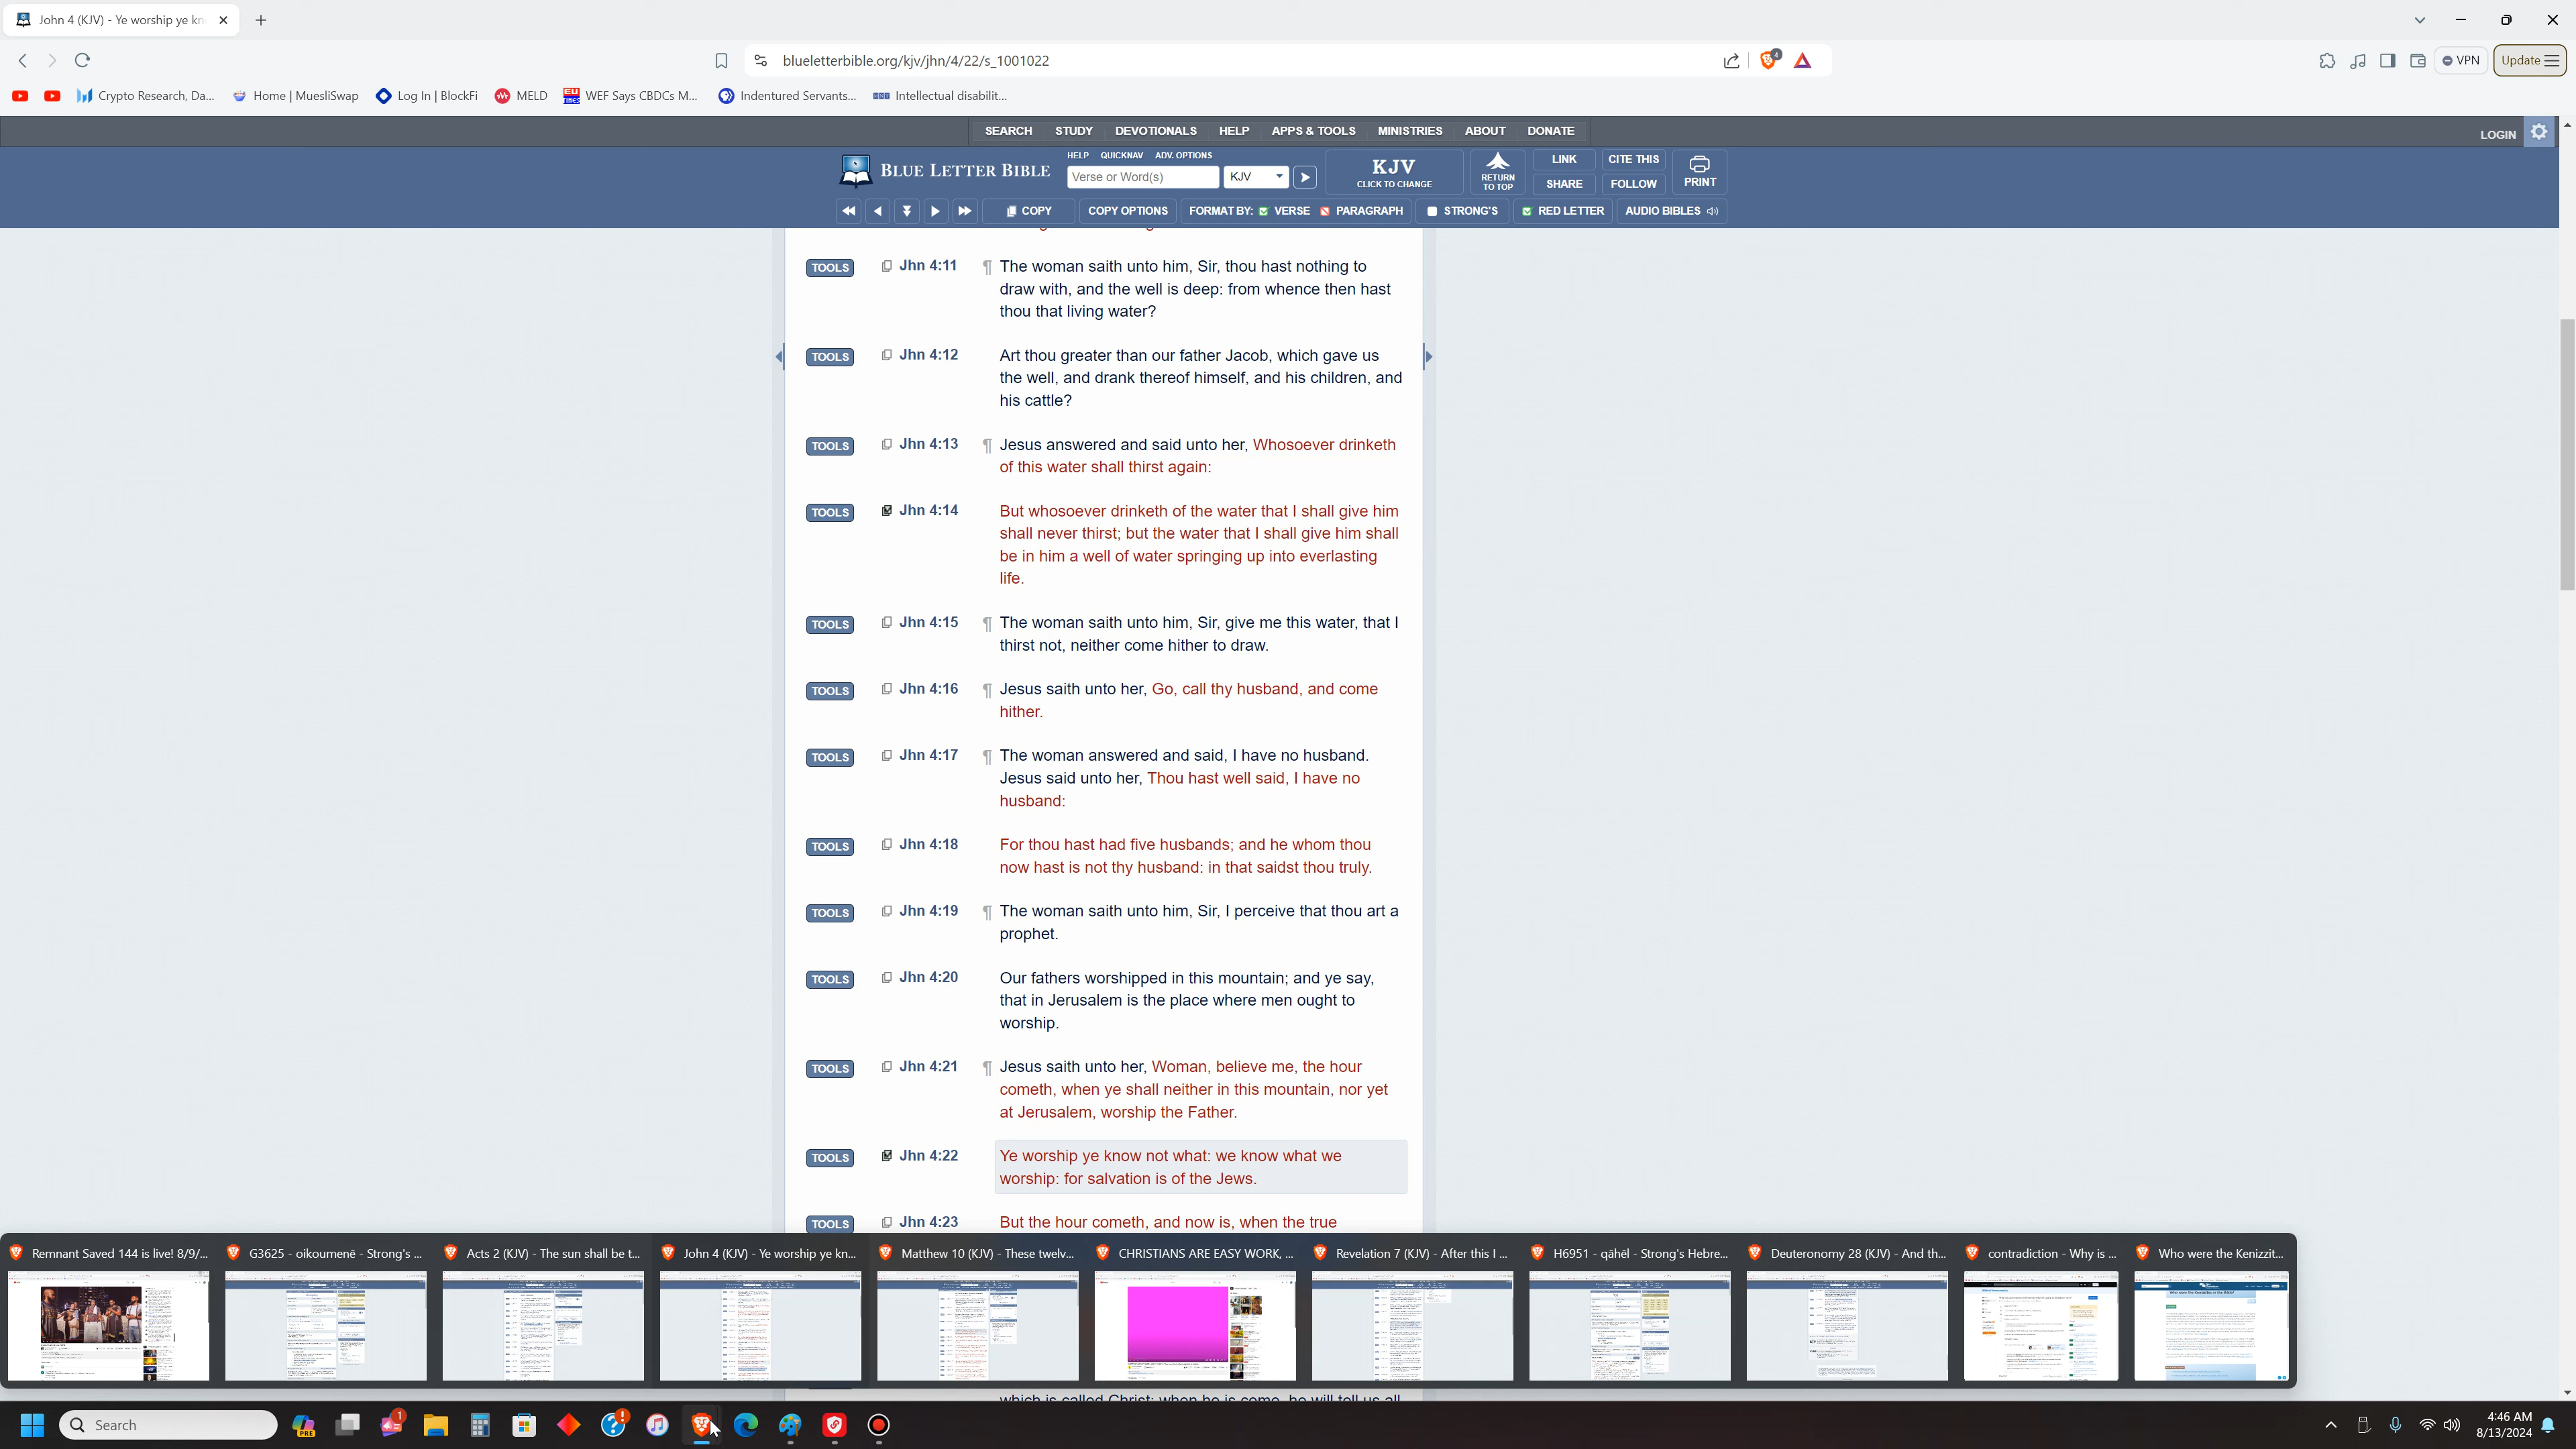 John 4 (KJV) - Ye worship ye kn
blueletterbible.org/kjv/jhn/4/22/s_1001022
4
VPN
Update
Crypto Research, Da...
Home | MuesliSwap
Log In | BlockFi
MELD
WEF Says CBDCs M...
Indentured Servants...
Intellectual disabilit...
SEARCH STUDY DEVOTIONALS HELP APPS & TOOLS MINISTRIES ABOUT DONATE
LOGIN
BLUE LETTER BIBLE
HELP QUICKNAV ADV. OPTIONS
Verse or Word(s)
KJV
KJV
CLICK TO CHANGE
RETURN
TO TOP
LINK
CITE THIS
SHARE
FOLLOW
PRINT
COPY
COPY OPTIONS
FORMAT BY: VERSE PARAGRAPH
STRONG'S
RED LETTER
AUDIO BIBLES
TOOLS Jhn 4:11 ¶ The woman saith unto him, Sir, thou hast nothing to
draw with, and the well is deep: from whence then hast
thou that living water?
TOOLS Jhn 4:12 Art thou greater than our father Jacob, which gave us
the well, and drank thereof himself, and his children, and
his cattle?
TOOLS Jhn 4:13 ¶ Jesus answered and said unto her, Whosoever drinketh
of this water shall thirst again:
TOOLS Jhn 4:14 But whosoever drinketh of the water that I shall give him
shall never thirst; but the water that I shall give him shall
be in him a well of water springing up into everlasting
life.
TOOLS Jhn 4:15 ¶ The woman saith unto him, Sir, give me this water, that I
thirst not, neither come hither to draw.
TOOLS Jhn 4:16 ¶ Jesus saith unto her, Go, call thy husband, and come
hither.
TOOLS Jhn 4:17 ¶ The woman answered and said, I have no husband.
Jesus said unto her, Thou hast well said, I have no
husband:
TOOLS Jhn 4:18 For thou hast had five husbands; and he whom thou
now hast is not thy husband: in that saidst thou truly.
TOOLS Jhn 4:19 ¶ The woman saith unto him, Sir, I perceive that thou art a
prophet.
TOOLS Jhn 4:20 Our fathers worshipped in this mountain; and ye say,
that in Jerusalem is the place where men ought to
worship.
TOOLS Jhn 4:21 ¶ Jesus saith unto her, Woman, believe me, the hour
cometh, when ye shall neither in this mountain, nor yet
at Jerusalem, worship the Father.
TOOLS Jhn 4:22 Ye worship ye know not what: we know what we
worship: for salvation is of the Jews.
TOOLS Jhn 4:23 But the hour cometh, and now is, when the true
Remnant Saved 144 is live! 8/9/...
G3625 - oikoumenē - Strong's ...
Acts 2 (KJV) - The sun shall be t...
John 4 (KJV) - Ye worship ye kn...
Matthew 10 (KJV) - These twelv...
CHRISTIANS ARE EASY WORK, ...
Revelation 7 (KJV) - After this I ...
H6951 - qāhēl - Strong's Hebre...
Deuteronomy 28 (KJV) - And th...
contradiction - Why is ...
Who were the Kenizzit...
which is called Christ: when he is come, he will tell us all
Search
PRE
1
4:46 AM
8/13/2024